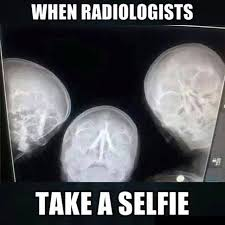 WHEN RADIOLOGISTS
TAKE A SELFIE